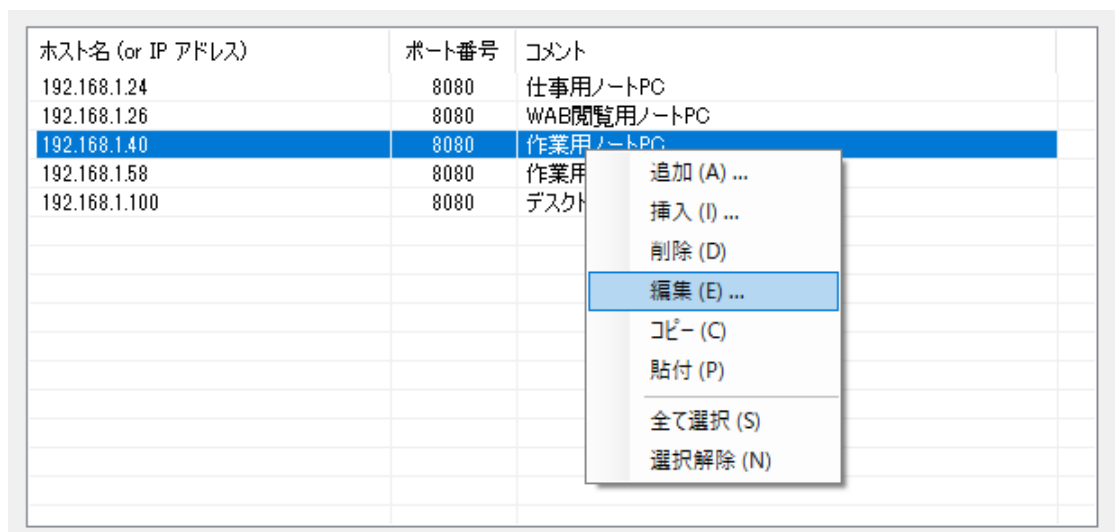 ホスト名 (or IP アドレス) ポート番号 コメント
192.168.1.24 8080 仕事用ノートPC
192.168.1.26 8080 WAB閲覧用ノートPC
192.168.1.40 8080 作業用ノートPC
192.168.1.58 8080 作業用
192.168.1.100 8080 デスクト
追加 (A) ...
挿入 (I) ...
削除 (D)
編集 (E) ...
コピー (C)
貼付 (P)
全て選択 (S)
選択解除 (N)